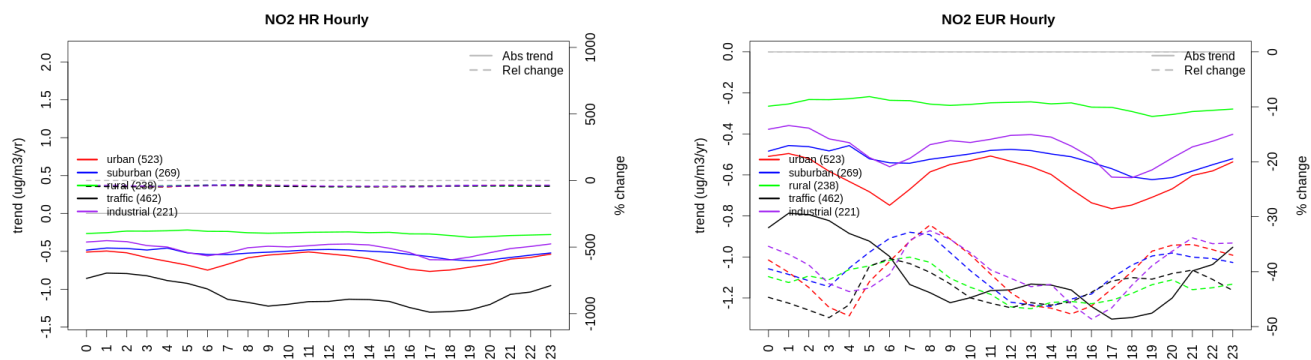 NO2 HR Hourly
trend (ug/m3/yr)
2.0
1.5
1.0
0.5
0.0
-0.5
-1.0
-1.5
Abs trend
Rel change
urban (523)
suburban (269)
rural (238)
traffic (462)
industrial (221)
1000
500
0
-500
-1000
% change
0 1 2 3 4 5 6 7 8 9 10 11 12 13 14 15 16 17 18 19 20 21 22 23
NO2 EUR Hourly
trend (ug/m3/yr)
0.0
-0.2
-0.4
-0.6
-0.8
-1.0
-1.2
Abs trend
Rel change
urban (523)
suburban (269)
rural (238)
traffic (462)
industrial (221)
0
-10
-20
-30
-40
-50
% change
0 1 2 3 4 5 6 7 8 9 10 11 12 13 14 15 16 17 18 19 20 21 22 23